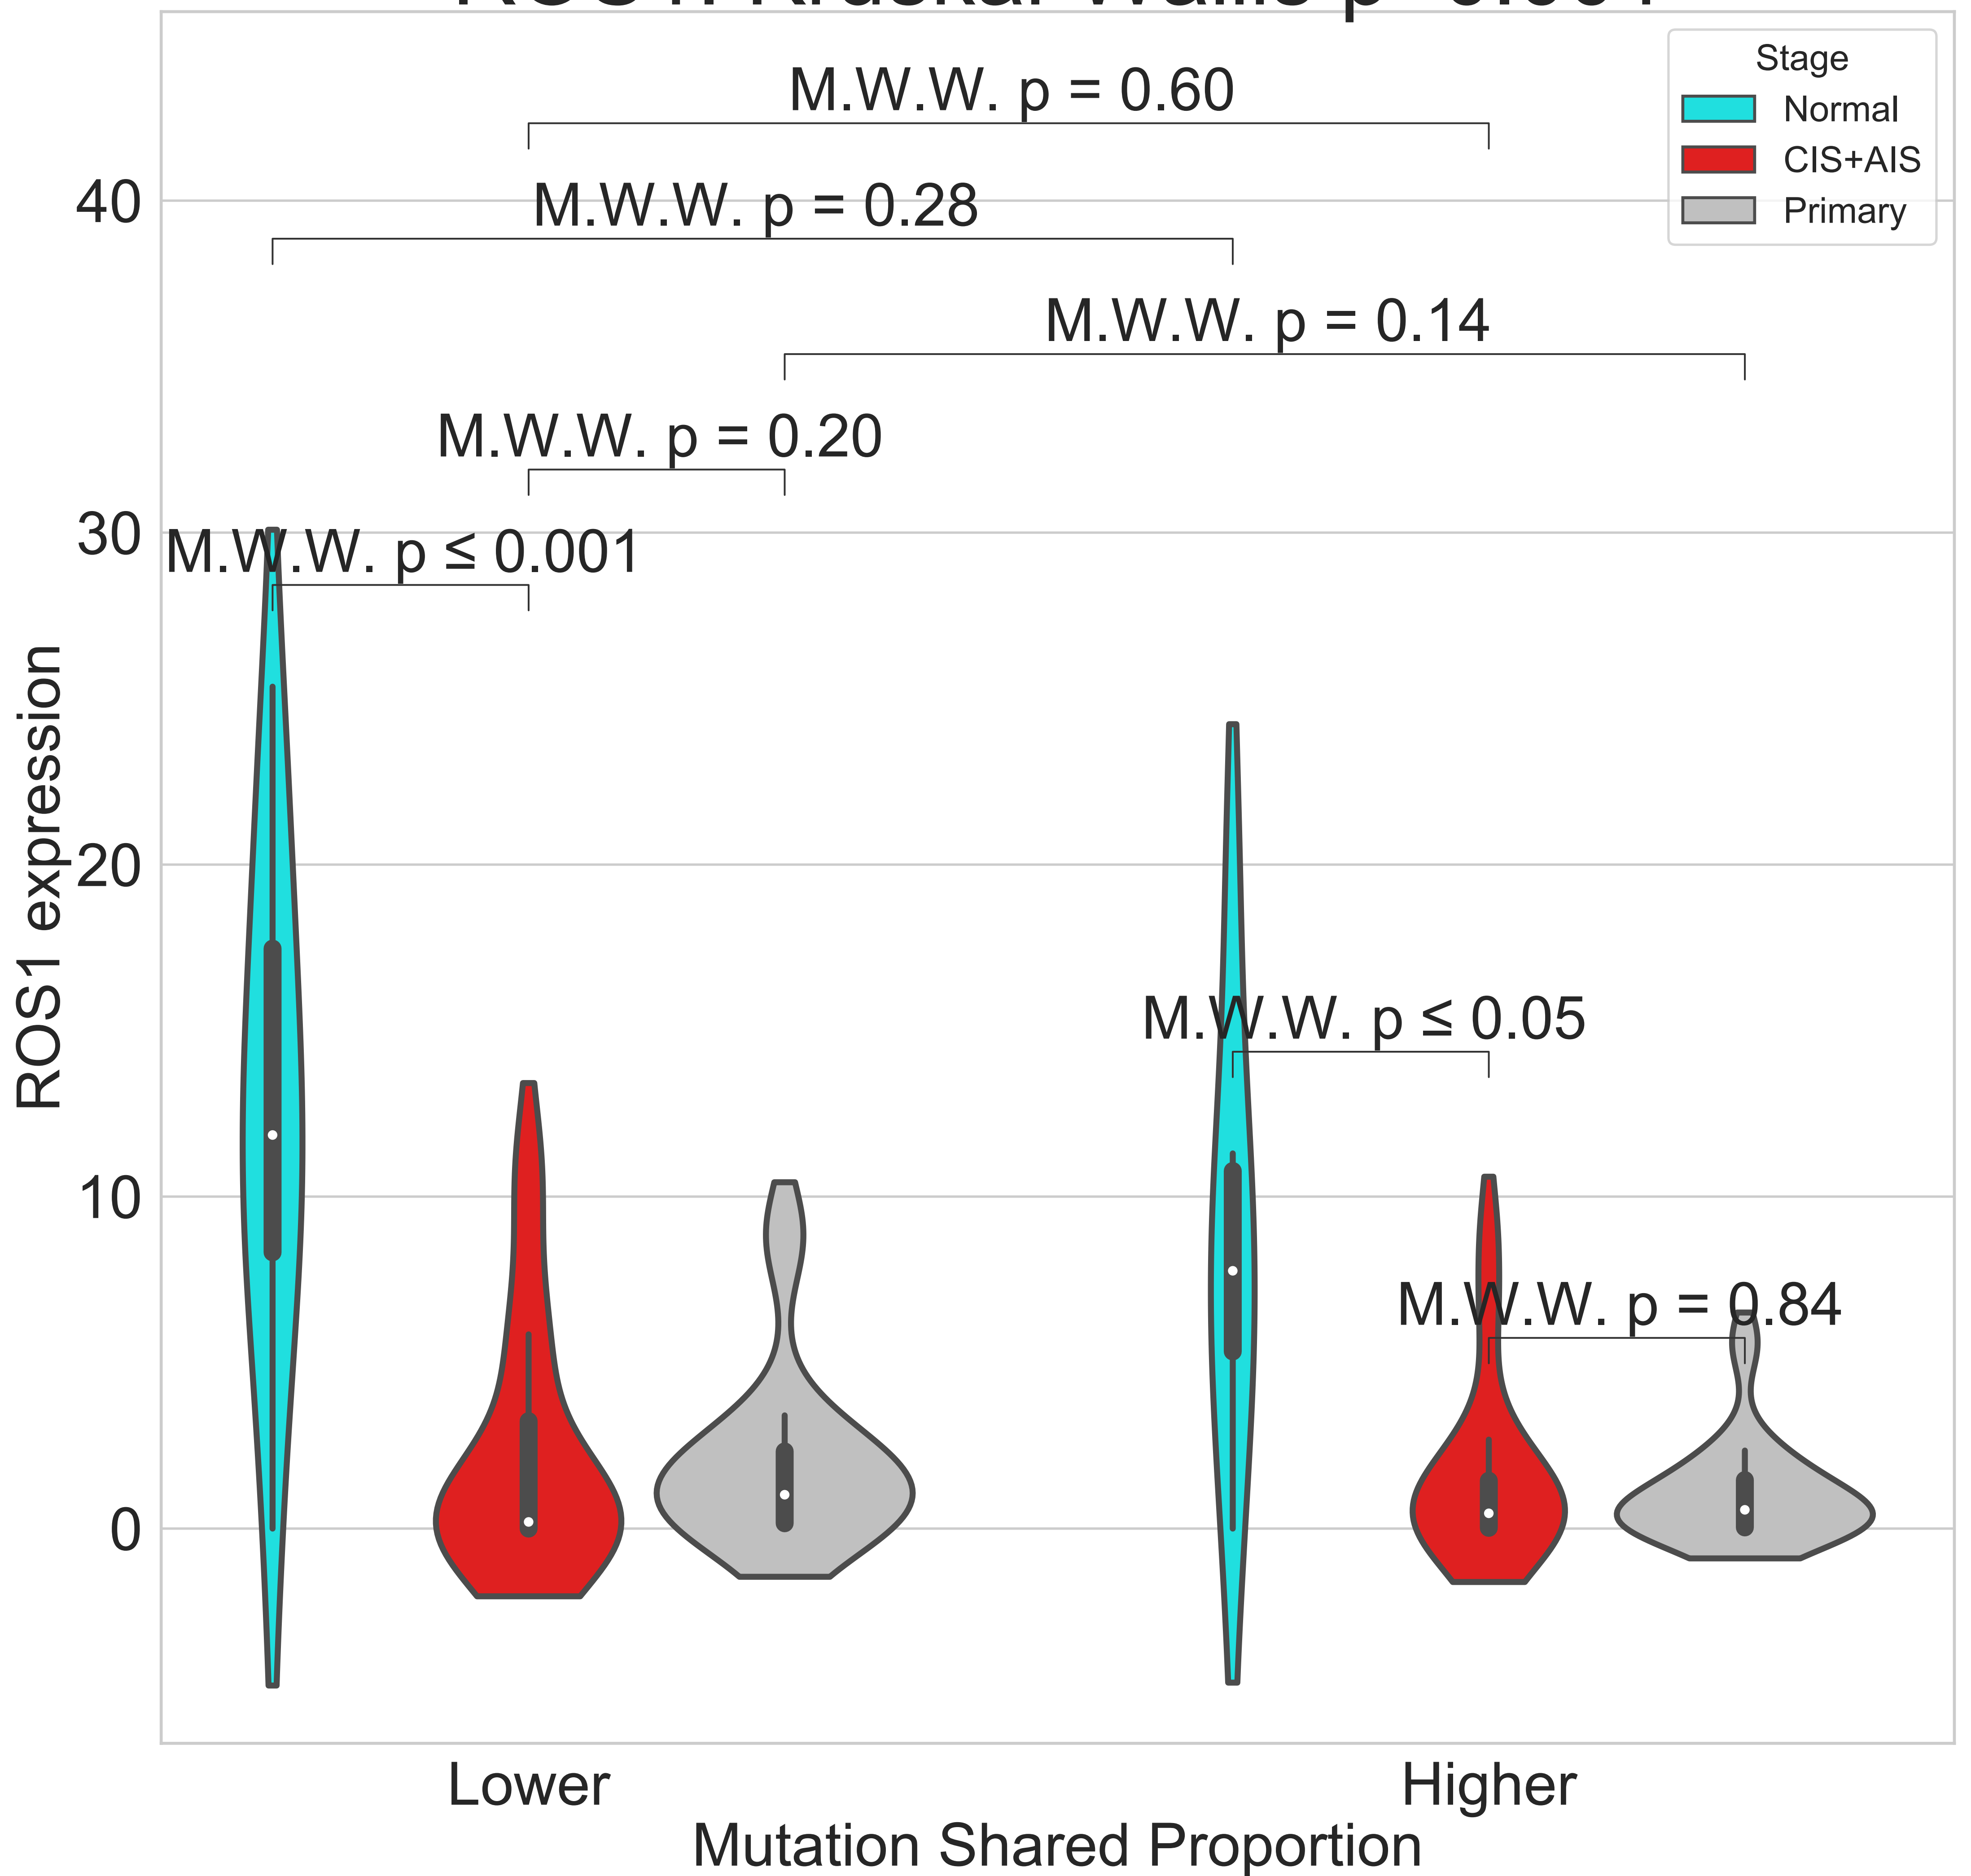 Stage
Normal
CIS+AIS
Primary
M.W.W. p = 0.60
M.W.W. p = 0.28
M.W.W. p = 0.14
M.W.W. p = 0.20
M.W.W. p ≤ 0.001
M.W.W. p ≤ 0.05
M.W.W. p = 0.84
40
30
20
10
0
ROS1 expression
Lower
Higher
Mutation Shared Proportion